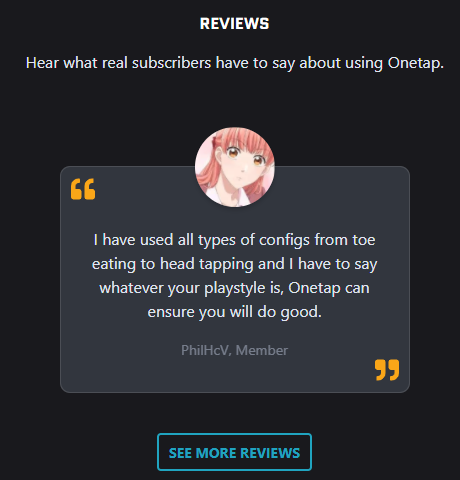 REVIEWS
Hear what real subscribers have to say about using Onetap.
“
I have used all types of configs from toe
eating to head tapping and I have to say
whatever your playstyle is, Onetap can
ensure you will do good.
PhilHcV, Member
”
SEE MORE REVIEWS